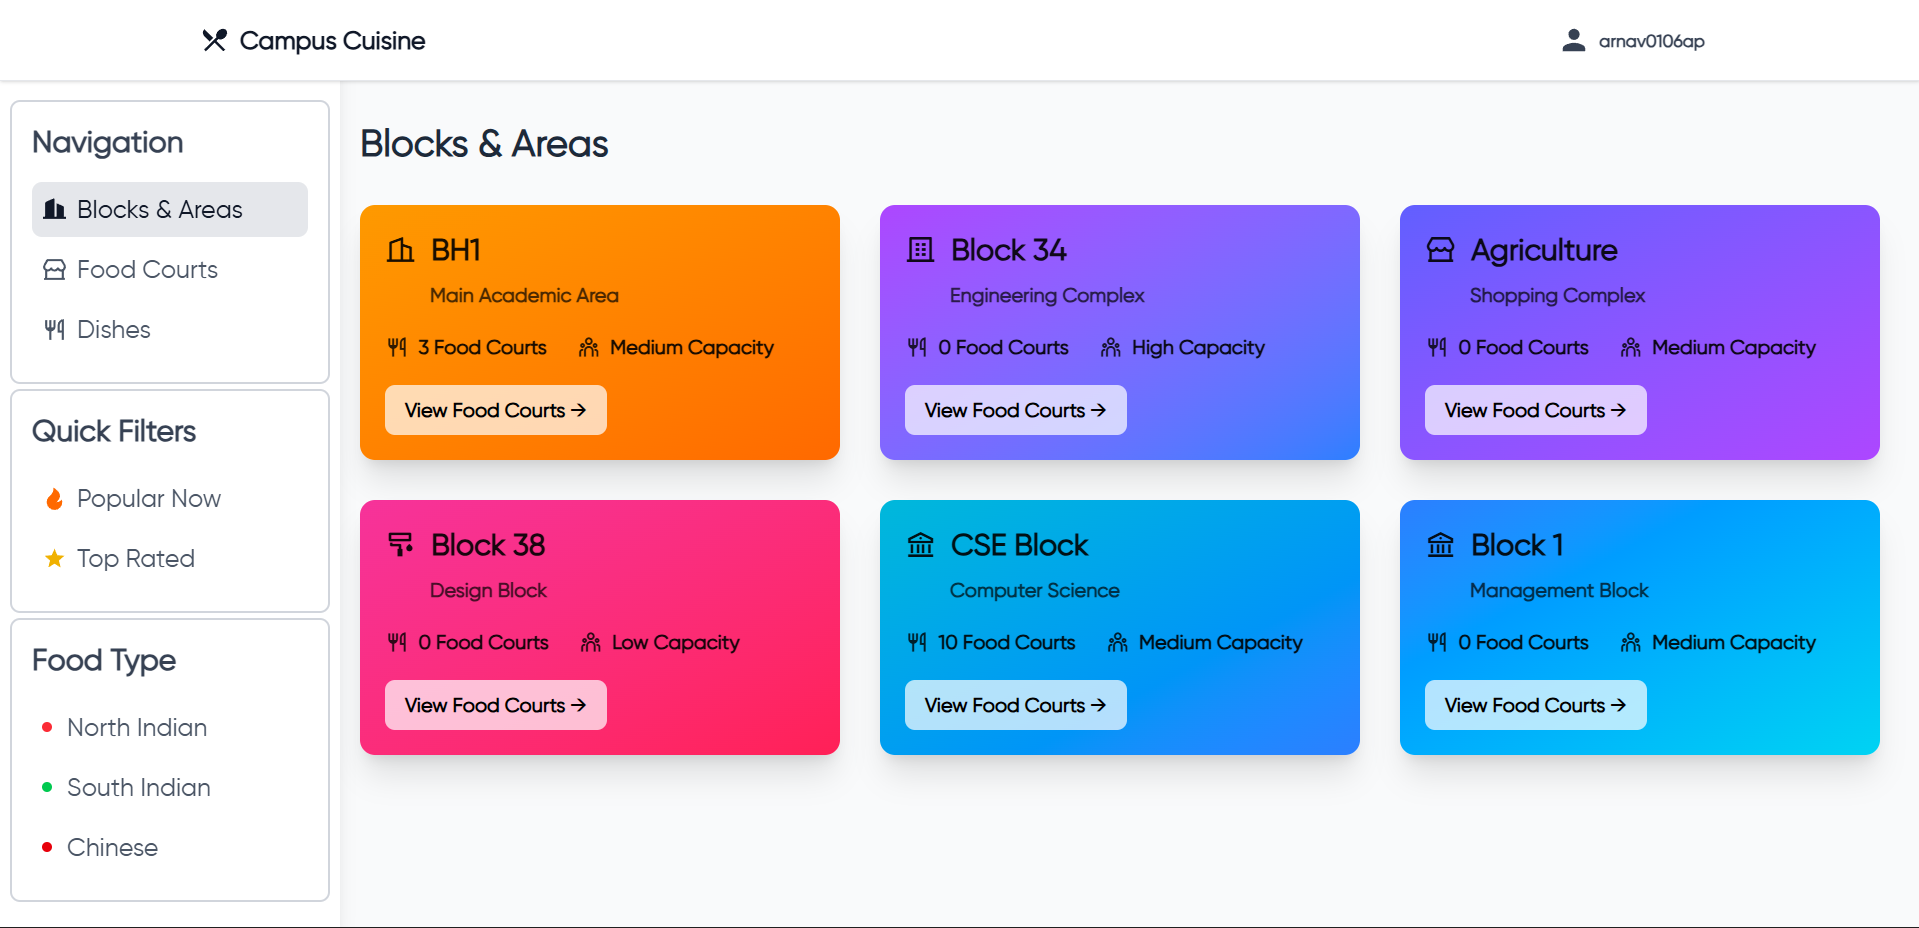 Campus Cuisine
arnav0106ap
Navigation
Blocks & Areas
Food Courts
Dishes
Quick Filters
Popular Now
Top Rated
Food Type
North Indian
South Indian
Chinese
Blocks & Areas
BH1
Main Academic Area
3 Food Courts Medium Capacity
View Food Courts →
Block 34
Engineering Complex
0 Food Courts High Capacity
View Food Courts →
Agriculture
Shopping Complex
0 Food Courts Medium Capacity
View Food Courts →
Block 38
Design Block
0 Food Courts Low Capacity
View Food Courts →
CSE Block
Computer Science
10 Food Courts Medium Capacity
View Food Courts →
Block 1
Management Block
0 Food Courts Medium Capacity
View Food Courts →